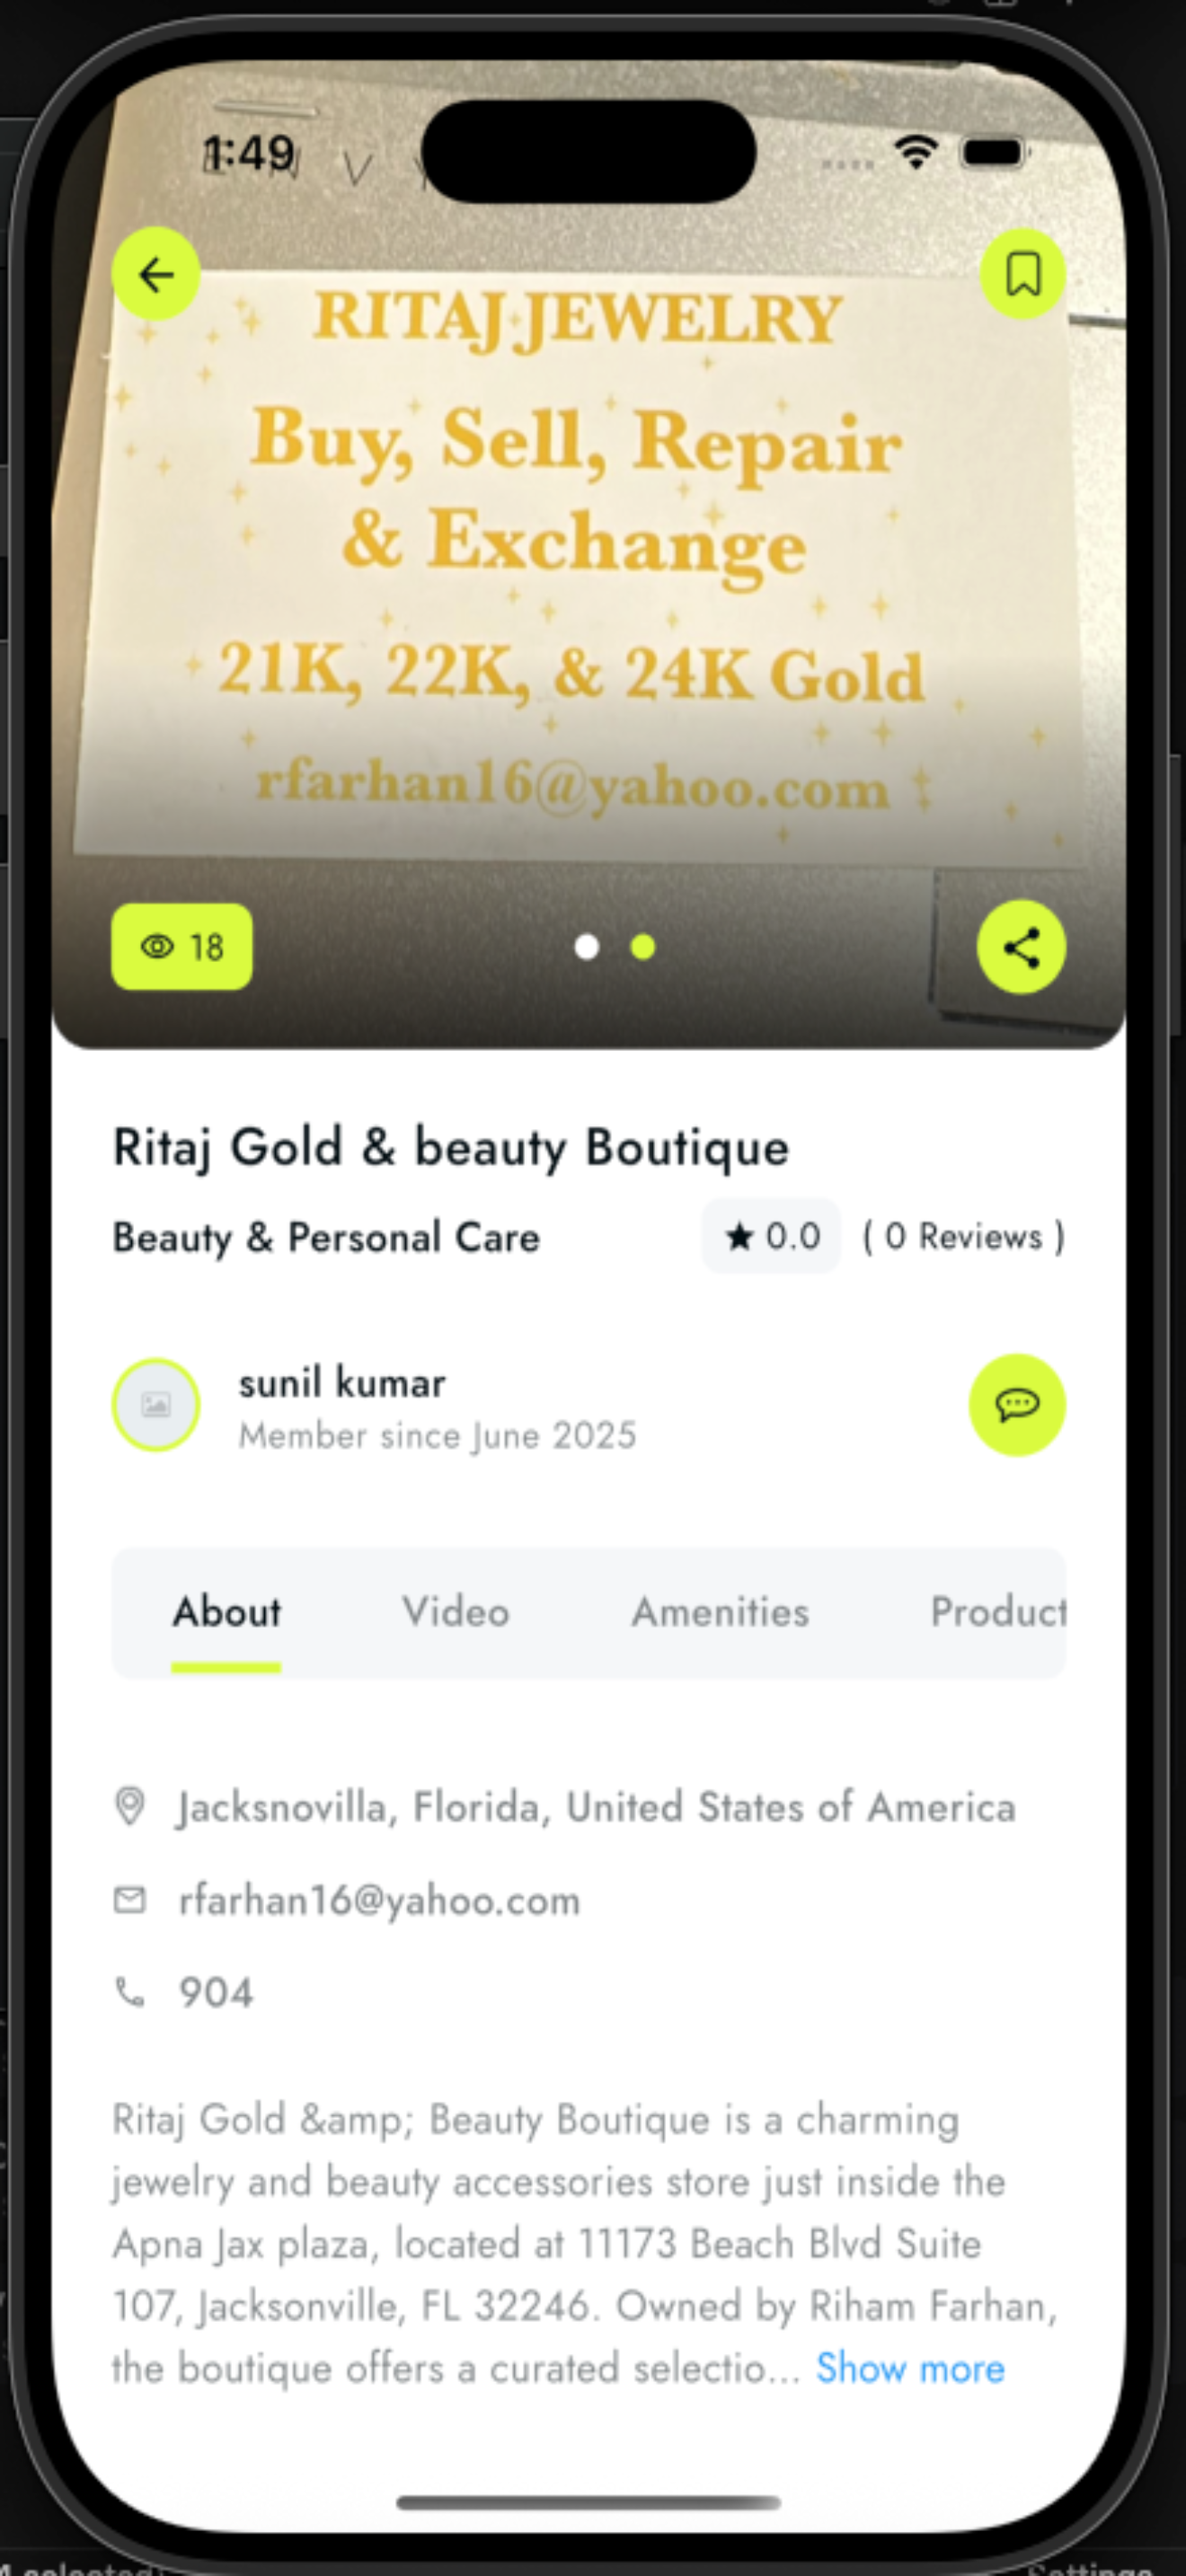 1:49
RITAJ JEWELRY
Buy, Sell, Repair
& Exchange
21K, 22K, & 24K Gold
rfarhan16@yahoo.com
18
Ritaj Gold & beauty Boutique
Beauty & Personal Care
0.0 ( 0 Reviews )
sunil kumar
Member since June 2025
About Video Amenities Product
Jacksnovilla, Florida, United States of America
rfarhan16@yahoo.com
904
Ritaj Gold &amp; Beauty Boutique is a charming
jewelry and beauty accessories store just inside the
Apna Jax plaza, located at 11173 Beach Blvd Suite
107, Jacksonville, FL 32246. Owned by Riham Farhan,
the boutique offers a curated selectio... Show more